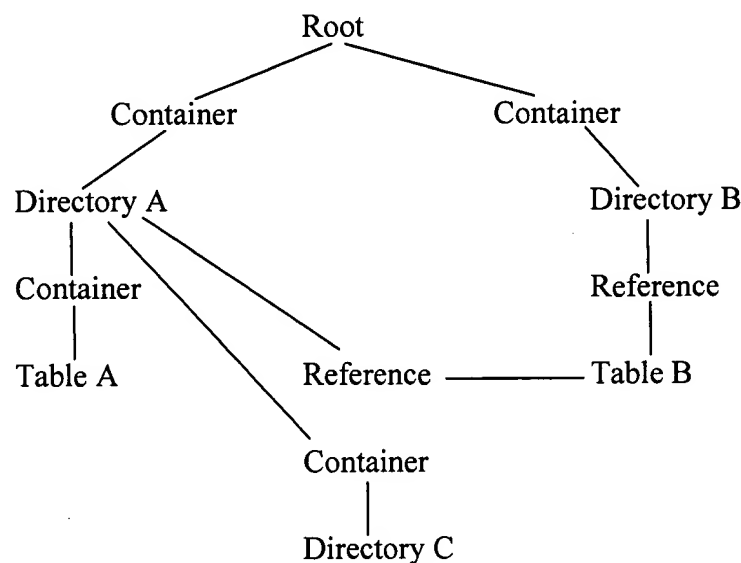 Root
Container Container
Directory A Directory B
Container Reference
Table A Reference Table B
Container
Directory C